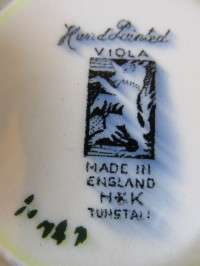 Hand Painted
VIOLA
MADE IN
ENGLAND
H&K
TUNSTALL